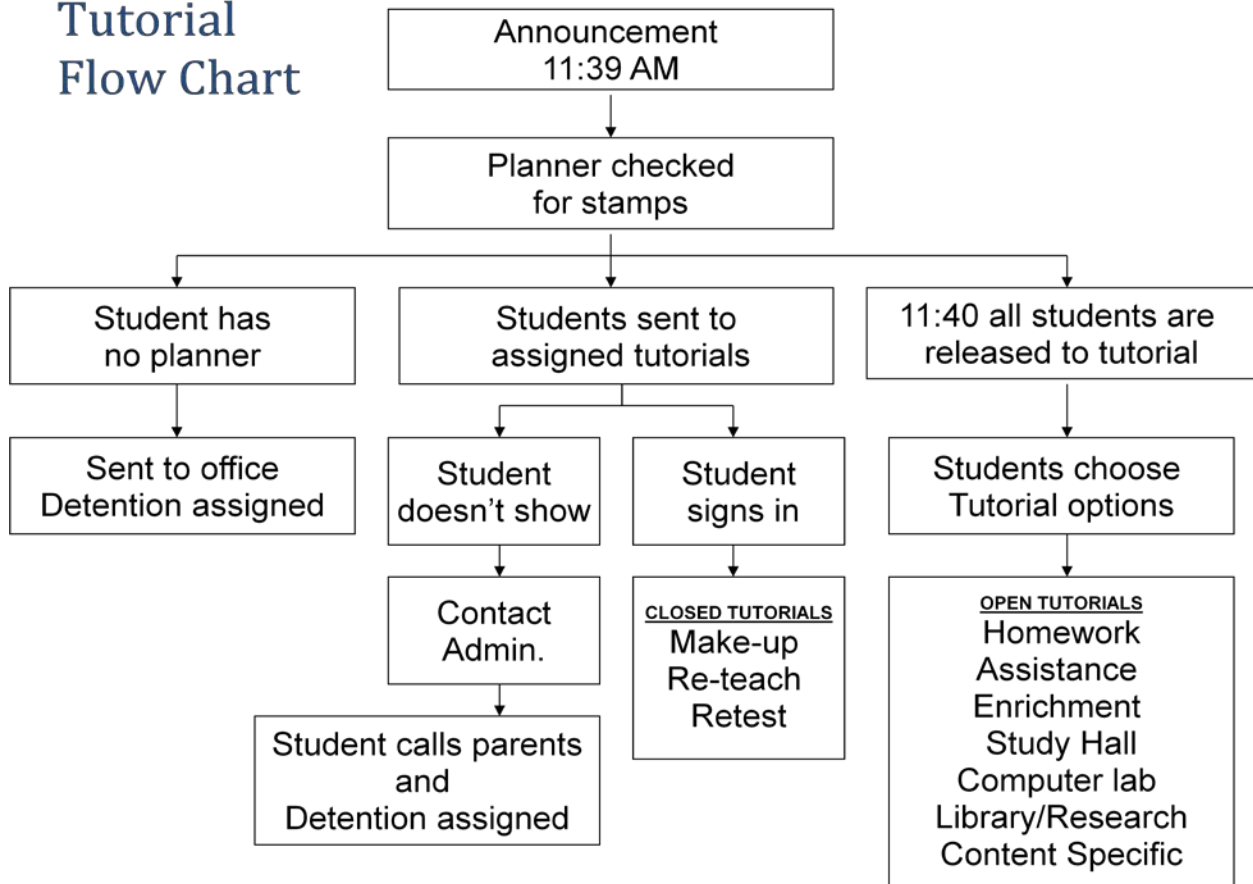 Tutorial
Flow Chart
Announcement
11:39 AM
Planner checked
for stamps
Student has
no planner
Students sent to
assigned tutorials
11:40 all students are
released to tutorial
Sent to office
Detention assigned
Student
doesn’t show
Student
signs in
Students choose
Tutorial options
Contact
Admin.
CLOSED TUTORIALS
Make-up
Re-teach
Retest
OPEN TUTORIALS
Homework
Assistance
Enrichment
Study Hall
Computer lab
Library/Research
Content Specific
Student calls parents
and
Detention assigned